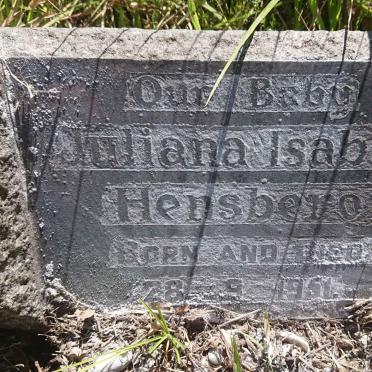 Our Baby
Juliana Isab
Hensberg
BORN AND DIED
28 - 9 - 1961